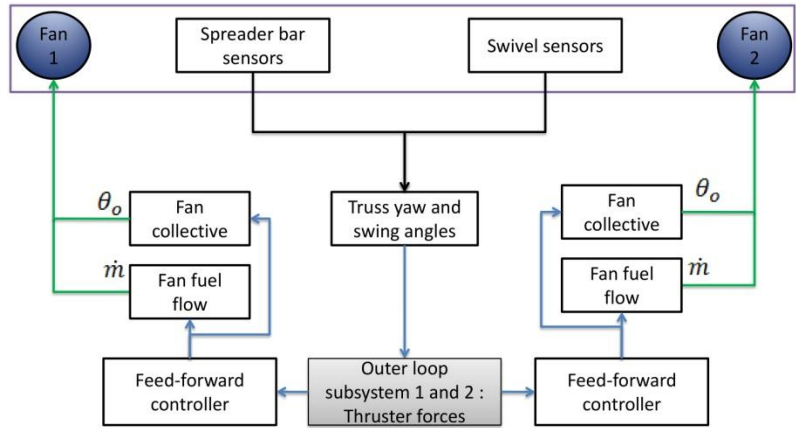 Fan
1
Spreader bar
sensors
Swivel sensors
Fan
2
θₒ
Fan
collective
Truss yaw and
swing angles
Fan
collective
θₒ
ṁ
Fan fuel
flow
Fan fuel
flow
ṁ
Feed-forward
controller
Outer loop
subsystem 1 and 2 :
Thruster forces
Feed-forward
controller